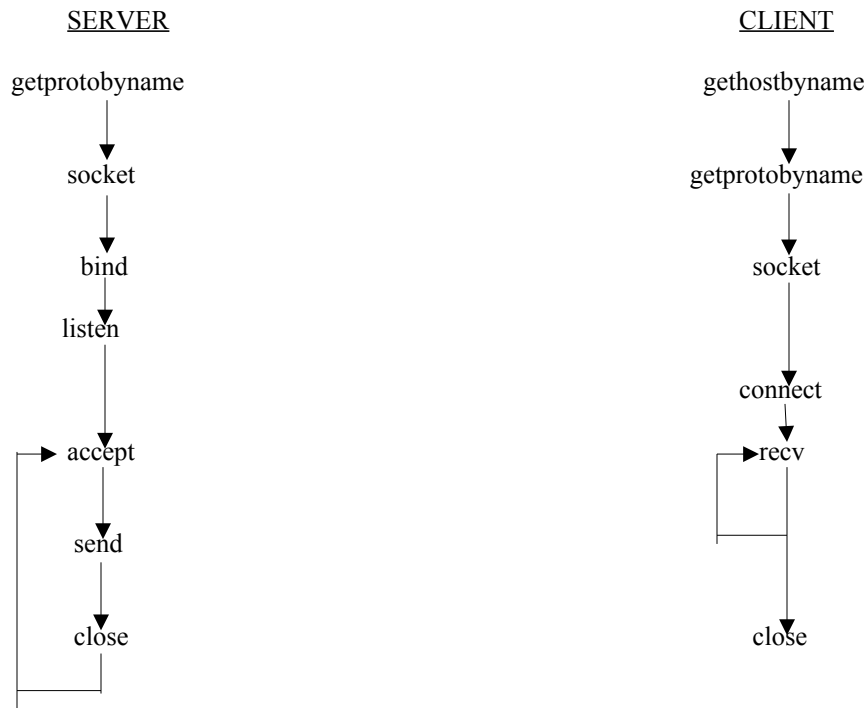 SERVER
getprotobyname
socket
bind
listen
accept
send
close
CLIENT
gethostbyname
getprotobyname
socket
connect
recv
close